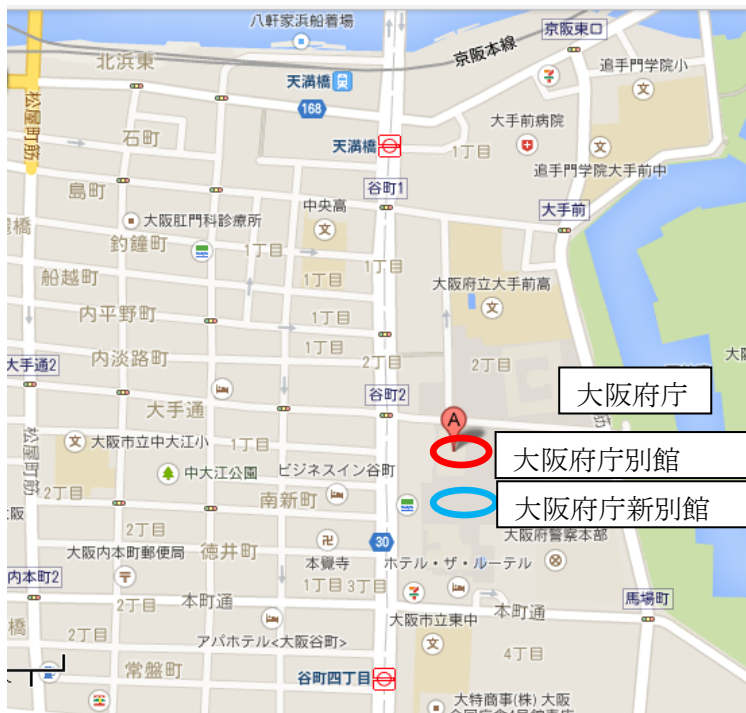 八軒家浜船着場
京阪東口
京阪本線
北浜東
追手門学院小
天満橋
168
大手前病院
松屋町筋
石町
天満橋
1丁目
追手門学院大手前中
谷町1
島町
中央高
大手前
大阪肛門科診療所
橋
釣鐘町
1丁目
1丁目
船越町
1丁目
大阪府立大手前高
内平野町
1丁目
1丁目
大手通2
内淡路町
2丁目
2丁目
谷町2
大阪府庁
大手通
A
大阪市立中大江小
1丁目
大阪府庁別館
中大江公園
ビジネスイン谷町
松屋町筋
2丁目
南新町
大阪府庁新別館
大阪
2丁目
30
大阪府警察本部
大阪内本町郵便局
徳井町
本覺寺
ホテル・ザ・ルーテル
内本町2
1丁目
3丁目
馬場町
2丁目
本町通
本町通
大阪市立東中
橋
2丁目
アパホテル<大阪谷町>
4丁目
常盤町
谷町四丁目
大特商事(株) 大阪